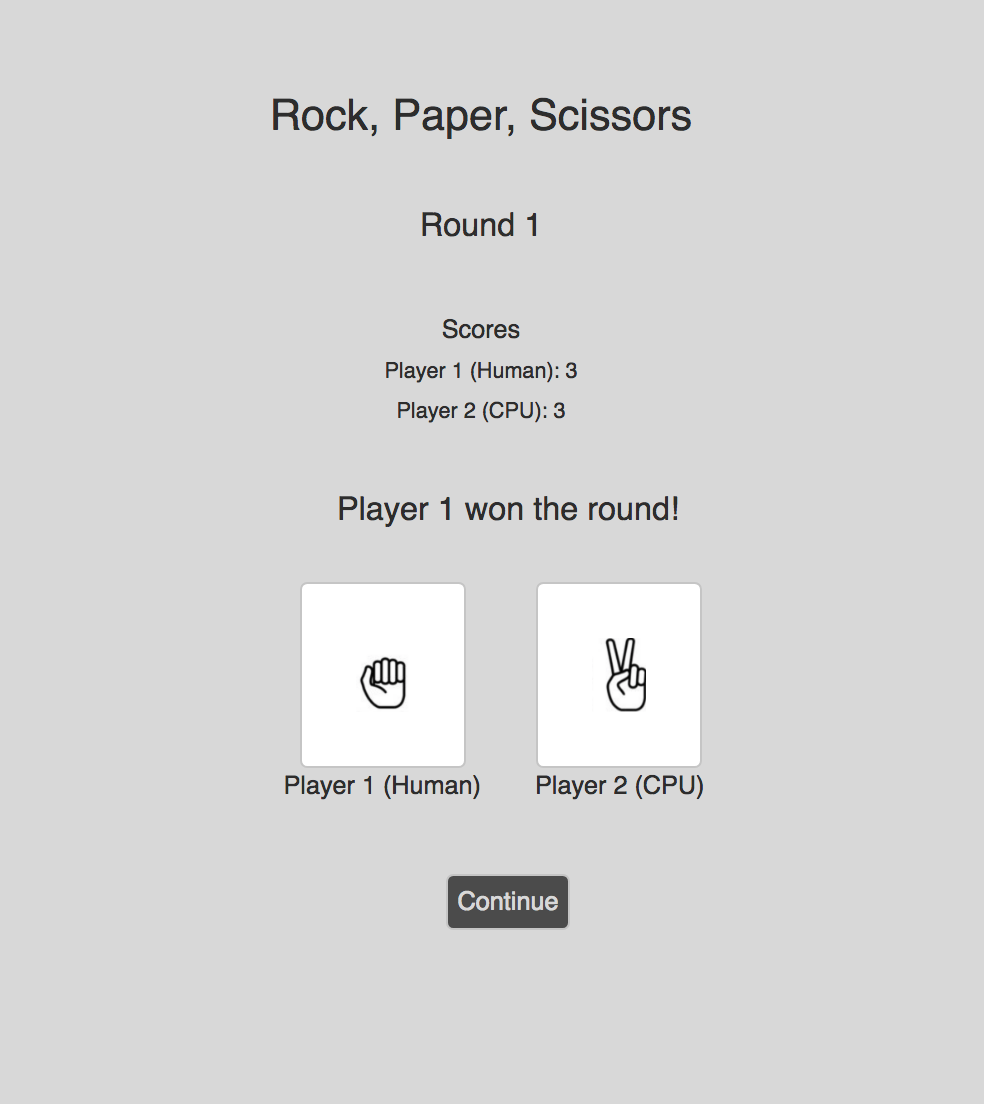 Rock, Paper, Scissors
Round 1
Scores
Player 1 (Human): 3
Player 2 (CPU): 3
Player 1 won the round!
Player 1 (Human)
Player 2 (CPU)
Continue